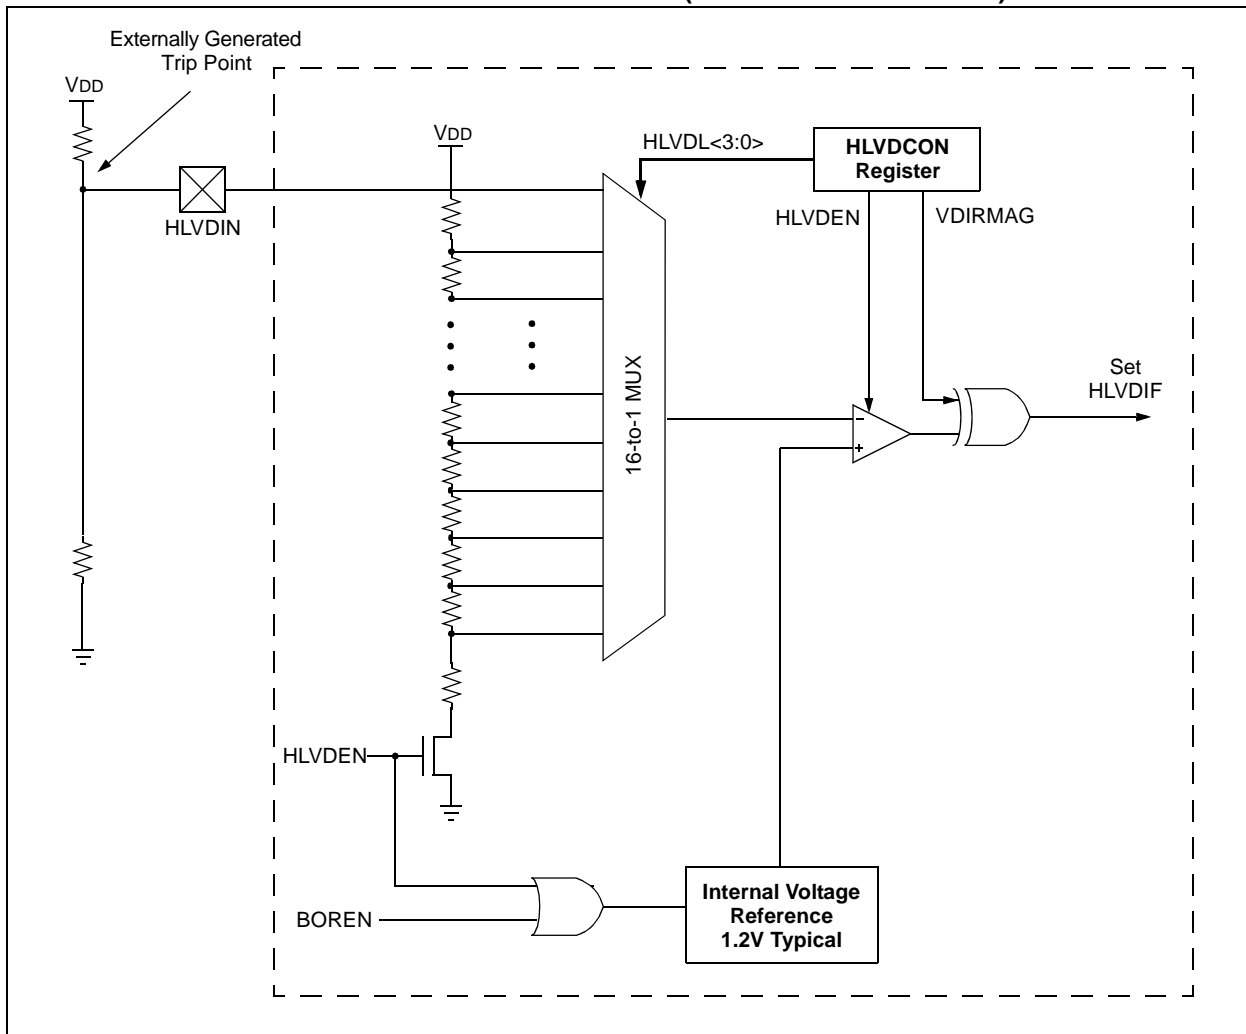 Externally Generated
Trip Point
VDD
VDD
HLVDL<3:0>
HLVDCON
Register
HLVDIN
HLVDEN
VDIRMAG
16-to-1 MUX
Set
HLVDIF
–
+
HLVDEN
BOREN
Internal Voltage
Reference
1.2V Typical